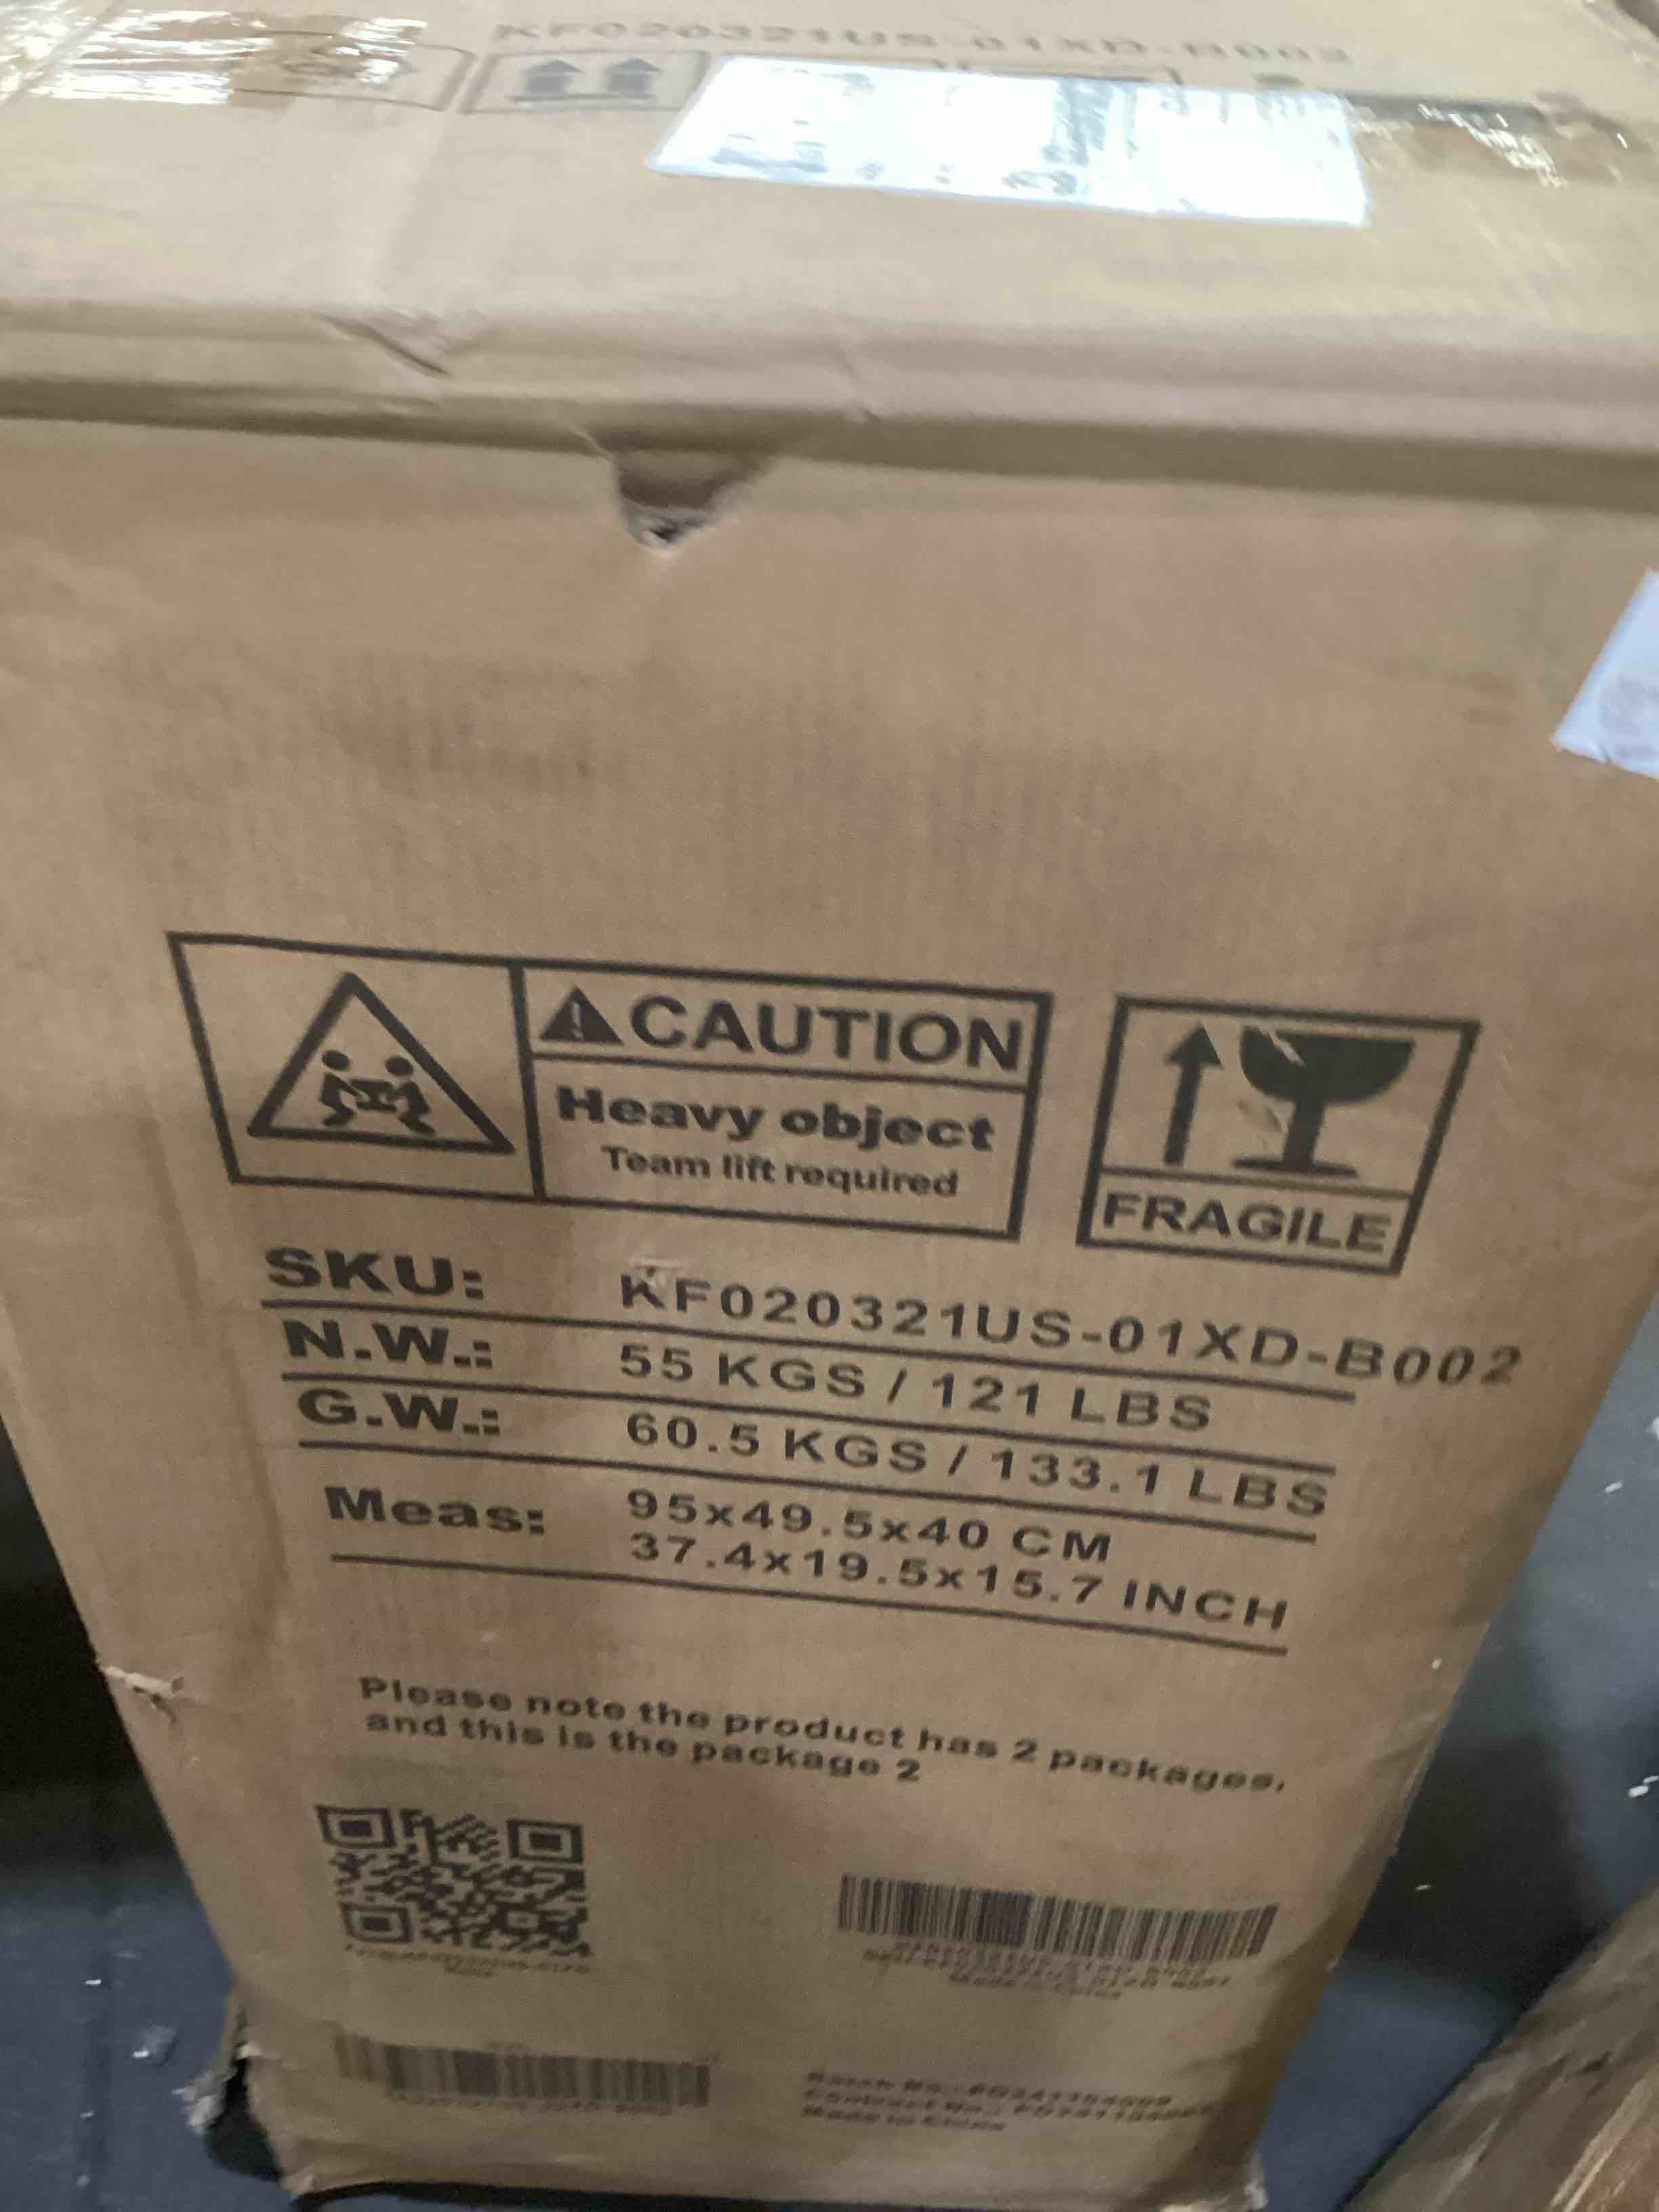 KF020321US-01XD-B002
CAUTION
Heavy object
Team lift required
FRAGILE
SKU: KF020321US-01XD-B002
N.W.: 55 KGS / 121 LBS
G.W.: 60.5 KGS / 133.1 LBS
Meas: 95x49.5x40 CM
37.4x19.5x15.7 INCH
Please note the product has 2 packages,
and this is the package 2
Made in China